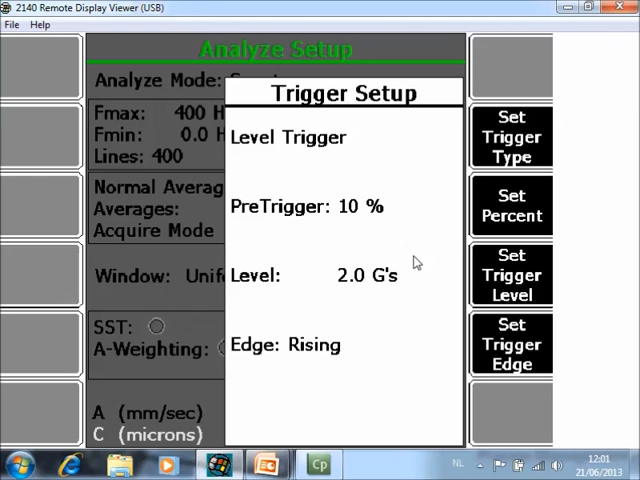 2140 Remote Display Viewer (USB)
File Help
Analyze Setup
Analyze Mode:
Trigger Setup
Fmax: 400 H
Fmin: 0.0 H
Lines: 400
Level Trigger
Set Trigger Type
Normal Averag
Averages:
Acquire Mode
PreTrigger: 10 %
Set Percent
Window: Unif
Level: 2.0 G's
Set Trigger Level
SST:
A-Weighting:
Edge: Rising
Set Trigger Edge
A (mm/sec)
C (microns)
NL
12:01
21/06/2013
Cp